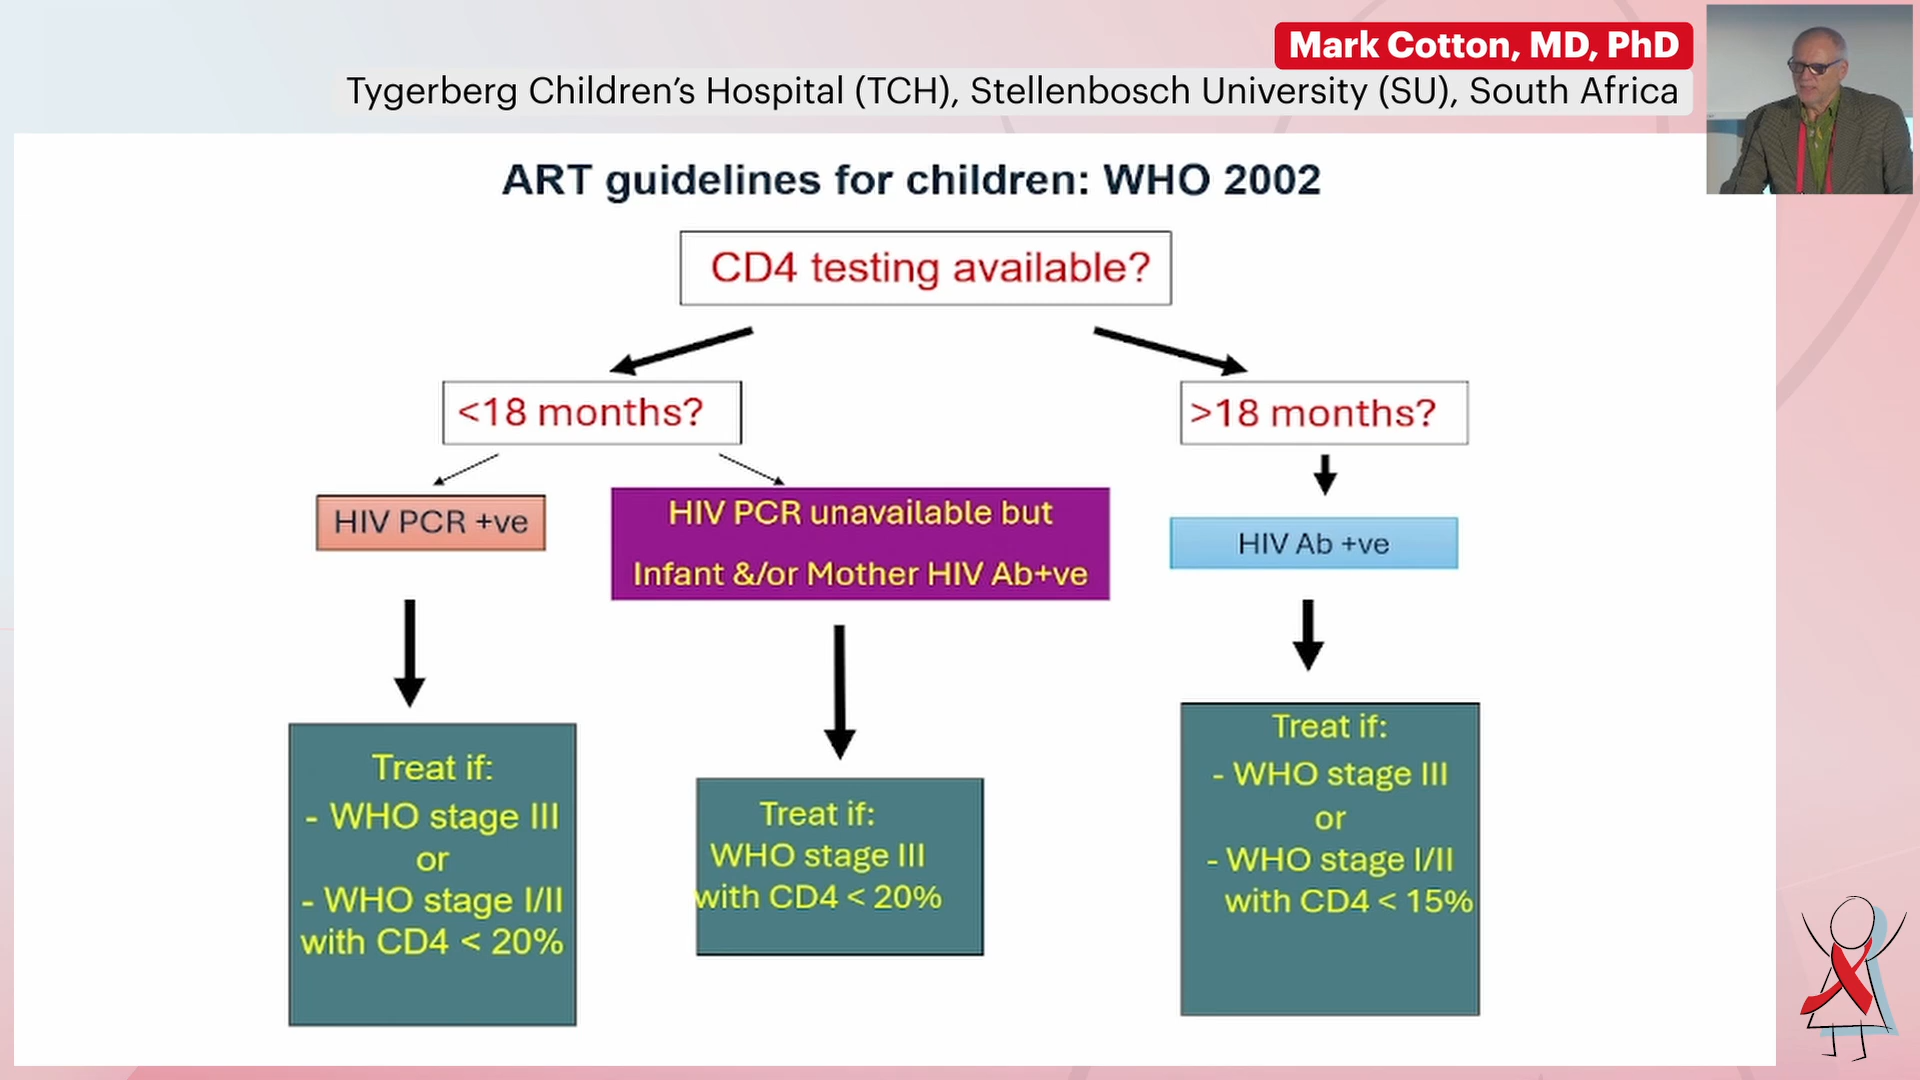 Mark Cotton, MD, PhD
Tygerberg Children’s Hospital (TCH), Stellenbosch University (SU), South Africa
ART guidelines for children: WHO 2002
CD4 testing available?
<18 months?
>18 months?
HIV PCR +ve
HIV PCR unavailable but
Infant &/or Mother HIV Ab+ve
HIV Ab +ve
Treat if:
- WHO stage III
or
- WHO stage I/II
with CD4 < 20%
Treat if:
WHO stage III
with CD4 < 20%
Treat if:
- WHO stage III
or
- WHO stage I/II
with CD4 < 15%